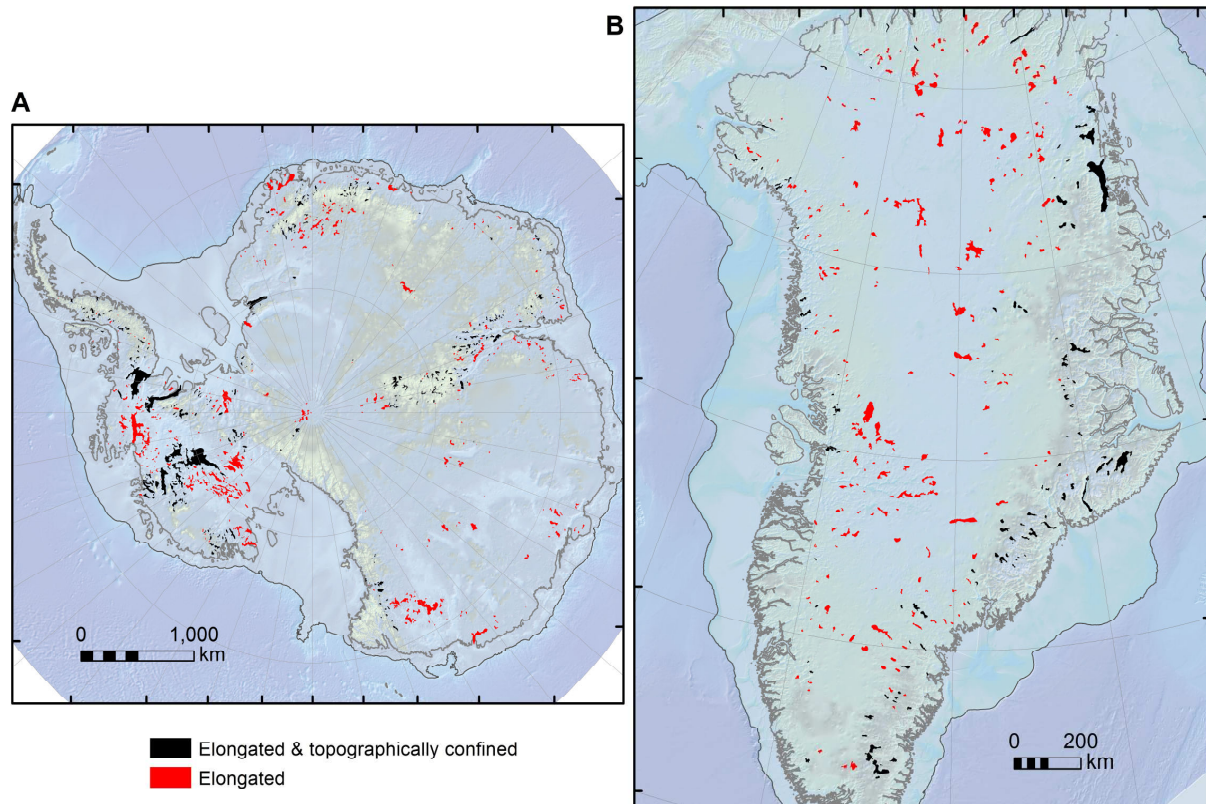 A
B
0 1,000
km
0 200
km
Elongated & topographically confined
Elongated